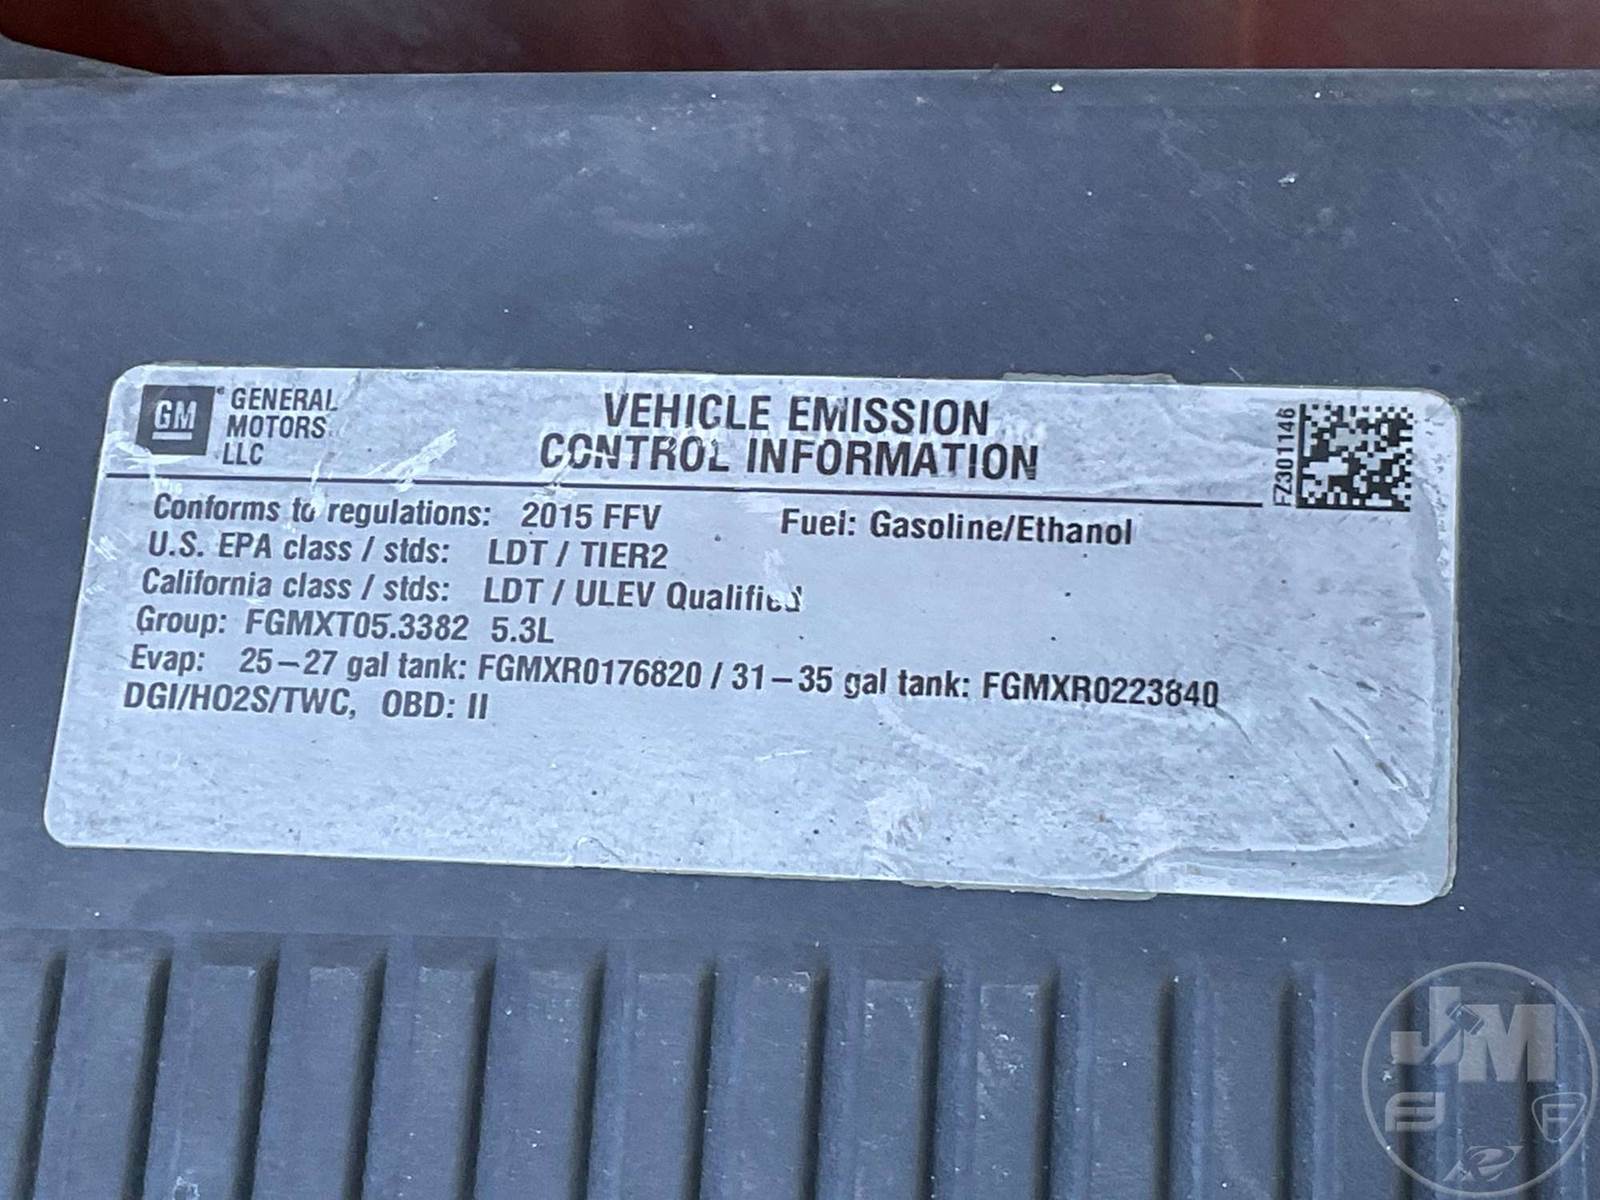 GM GENERAL
MOTORS
LLC
VEHICLE EMISSION
CONTROL INFORMATION
FZ301146
Conforms to regulations: 2015 FFV Fuel: Gasoline/Ethanol
U.S. EPA class / stds: LDT / TIER2
California class / stds: LDT / ULEV Qualified
Group: FGMXT05.3382 5.3L
Evap: 25-27 gal tank: FGMXR0176820 / 31-35 gal tank: FGMXR0223840
DGI/HO2S/TWC, OBD: II
JM